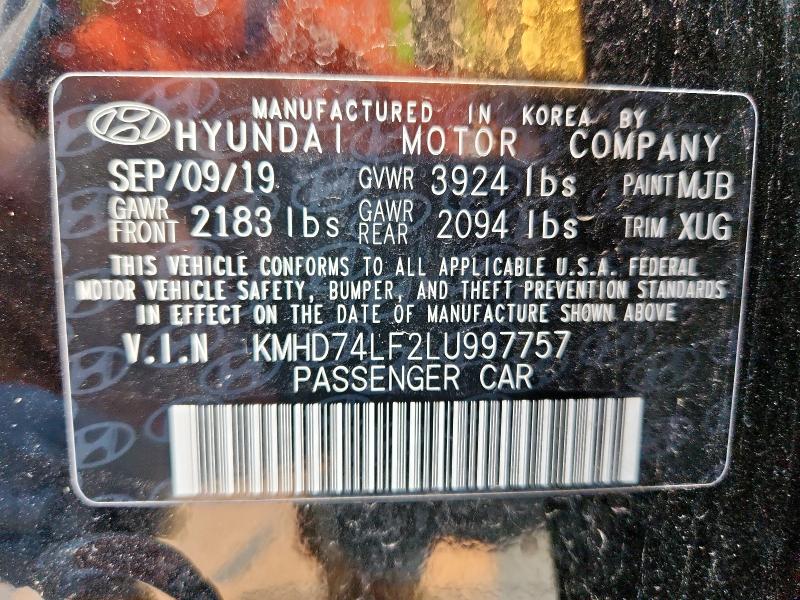 MANUFACTURED IN KOREA BY
HYUNDAI MOTOR COMPANY
SEP/09/19 GVWR 3924 lbs PAINT MJB
GAWR FRONT 2183 lbs GAWR REAR 2094 lbs TRIM XUG
THIS VEHICLE CONFORMS TO ALL APPLICABLE U.S.A. FEDERAL
MOTOR VEHICLE SAFETY, BUMPER, AND THEFT PREVENTION STANDARDS
IN EFFECT ON THE DATE OF MANUFACTURE SHOWN ABOVE
V.I.N KMHD74LF2LU997757
PASSENGER CAR